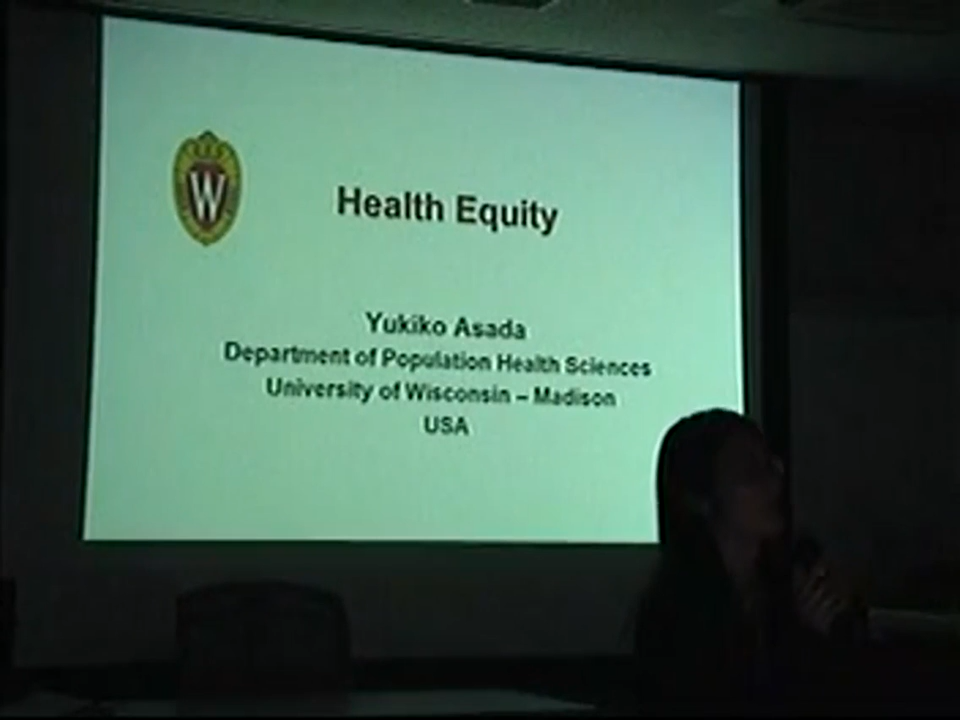 W
Health Equity
Yukiko Asada
Department of Population Health Sciences
University of Wisconsin – Madison
USA